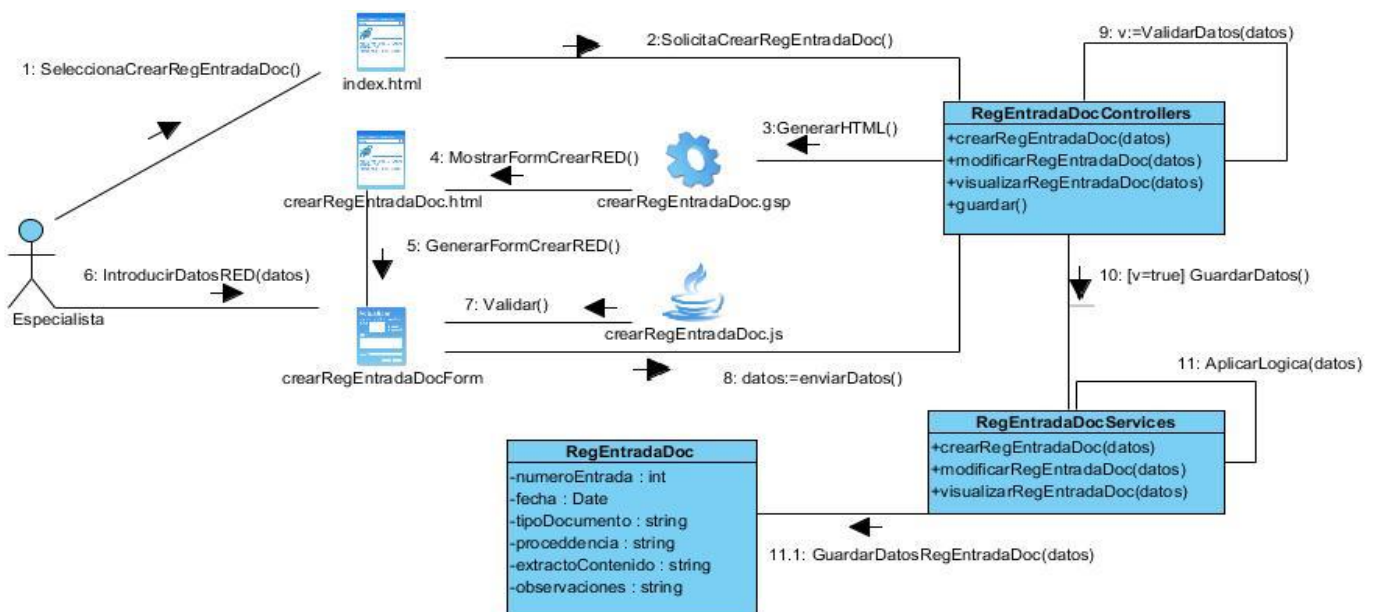 1: SeleccionaCrearRegEntradaDoc()
index.html
2:SolicitaCrearRegEntradaDoc()
9: v:=ValidarDatos(datos)
RegEntradaDocControllers
+crearRegEntradaDoc(datos)
+modificarRegEntradaDoc(datos)
+visualizarRegEntradaDoc(datos)
+guardar()
3:GenerarHTML()
4: MostrarFormCrearRED()
crearRegEntradaDoc.html
crearRegEntradaDoc.gsp
5: GenerarFormCrearRED()
6: IntroducirDatosRED(datos)
Especialista
7: Validar()
crearRegEntradaDoc.js
10: [v=true] GuardarDatos()
crearRegEntradaDocForm
8: datos:=enviarDatos()
11: AplicarLogica(datos)
RegEntradaDocServices
+crearRegEntradaDoc(datos)
+modificarRegEntradaDoc(datos)
+visualizarRegEntradaDoc(datos)
RegEntradaDoc
-numeroEntrada : int
-fecha : Date
-tipoDocumento : string
-proceddencia : string
-extractoContenido : string
-observaciones : string
11.1: GuardarDatosRegEntradaDoc(datos)